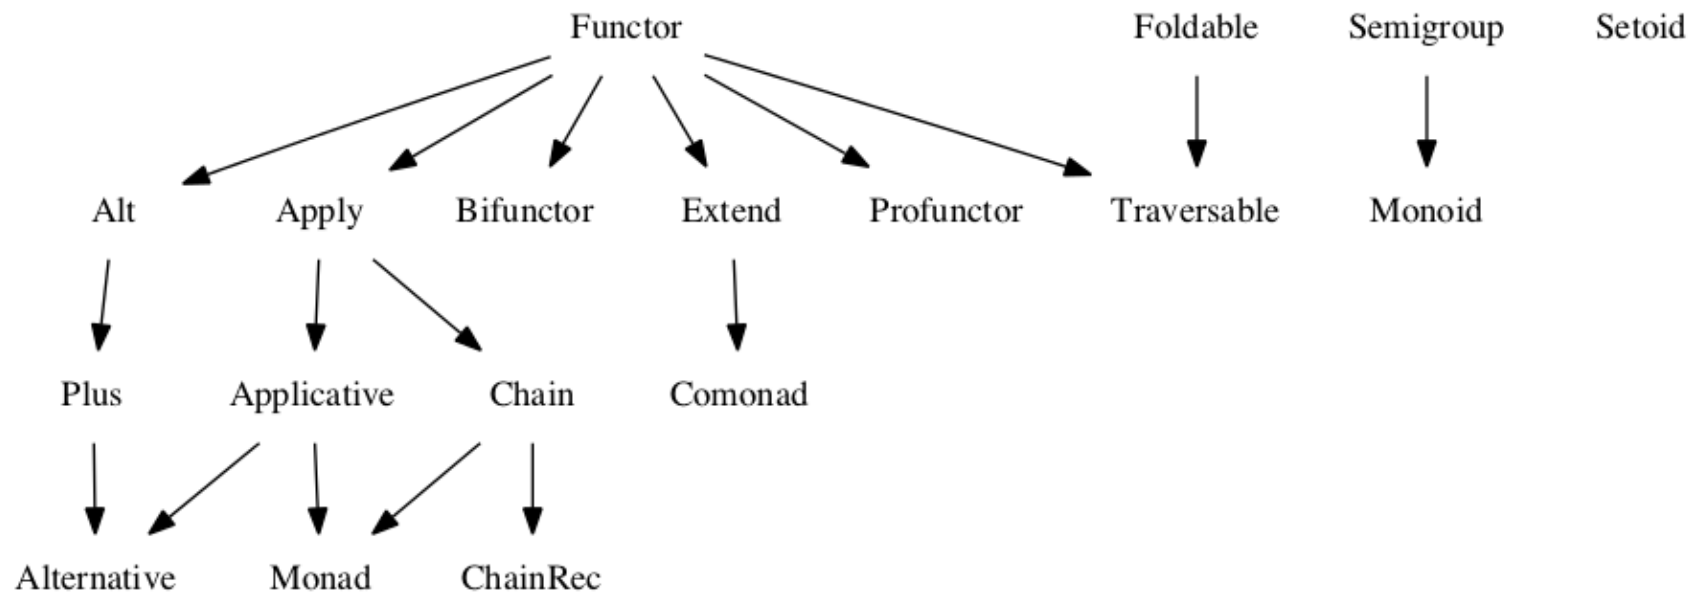 Functor Foldable Semigroup Setoid
Alt Apply Bifunctor Extend Profunctor Traversable Monoid
Plus Applicative Chain Comonad
Alternative Monad ChainRec